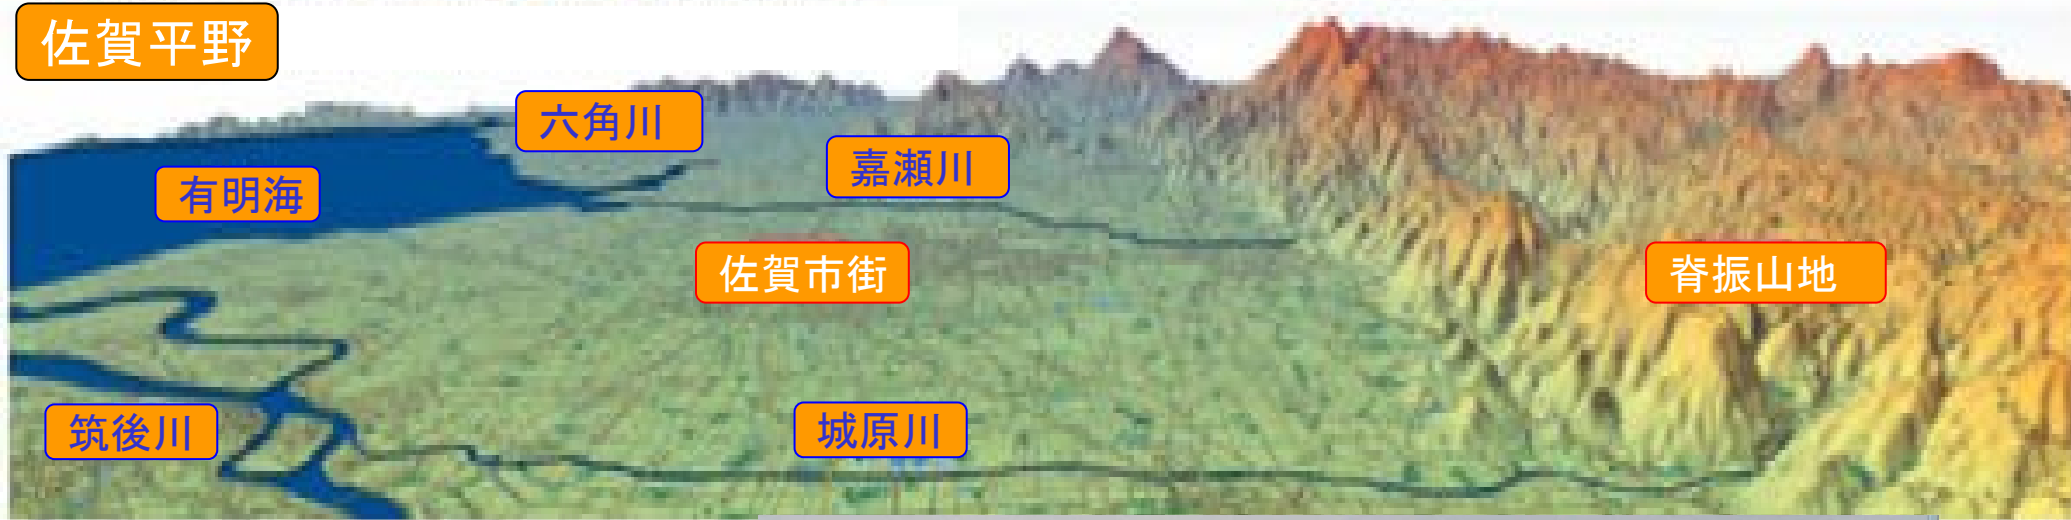 佐賀平野
六角川
嘉瀬川
有明海
佐賀市街
脊振山地
筑後川
城原川